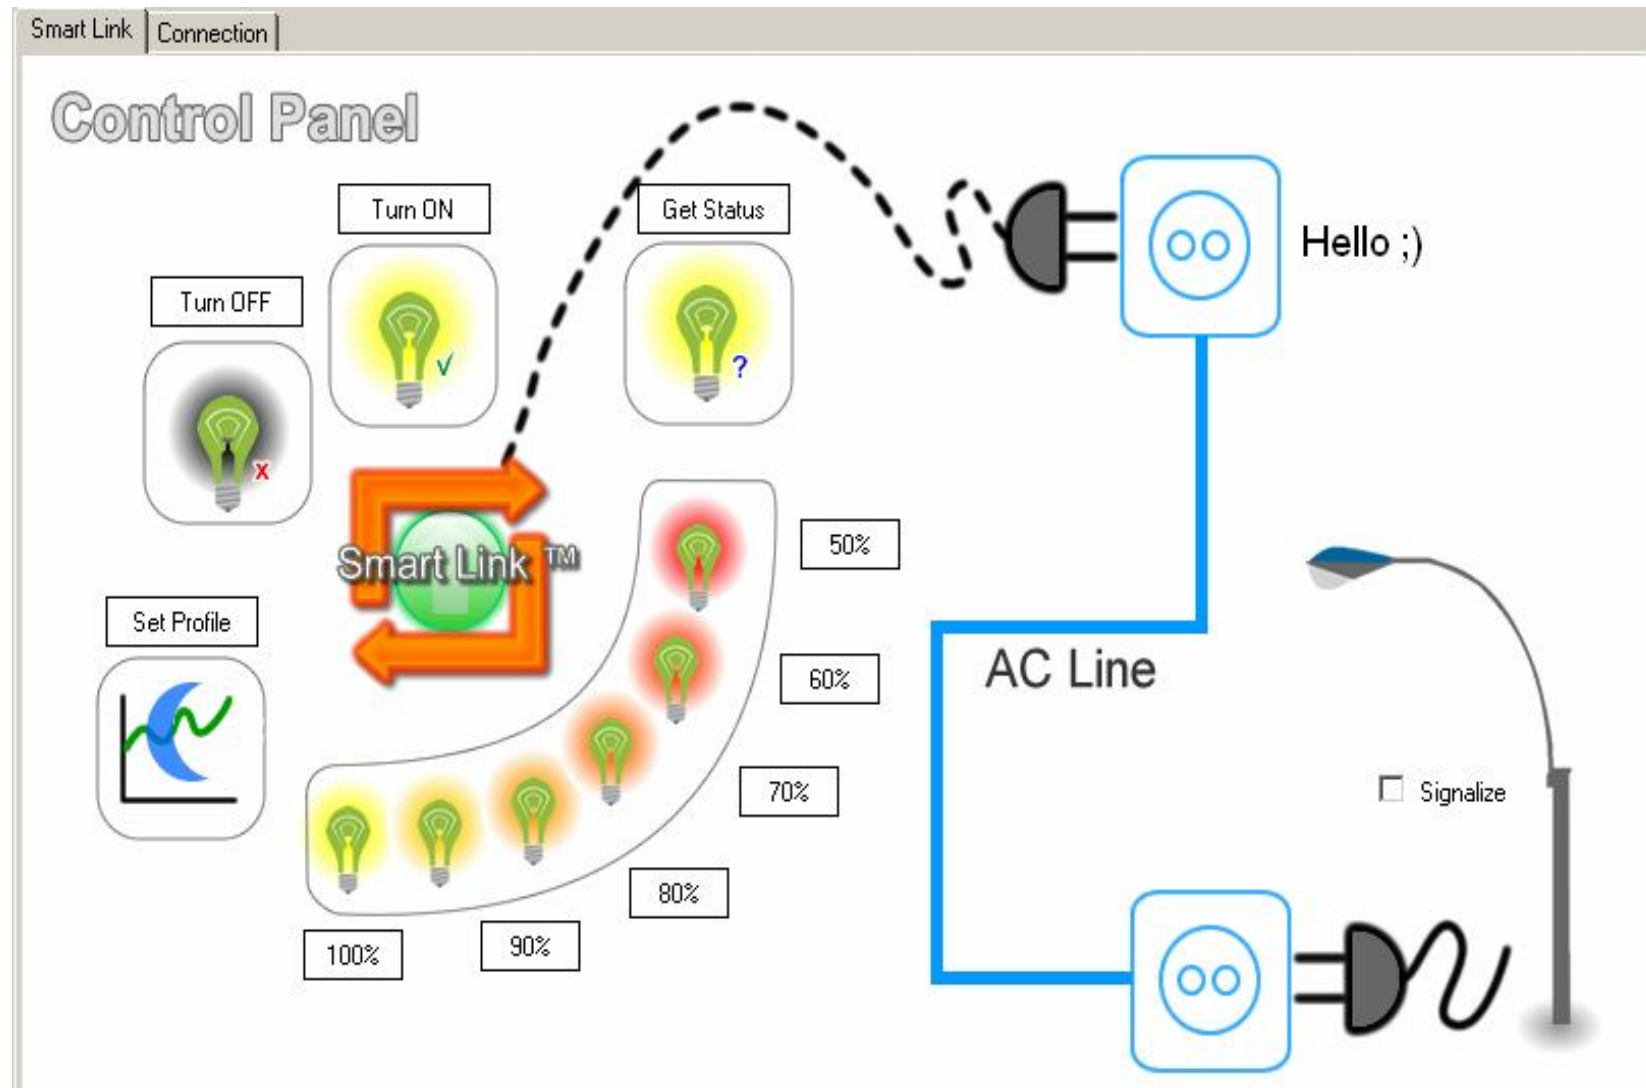 Smart Link
Connection
Control Panel
Turn ON
Get Status
Hello ;)
Turn OFF
√
?
x
Smart Link ™
50%
Set Profile
60%
AC Line
70%
Signalize
80%
90%
100%